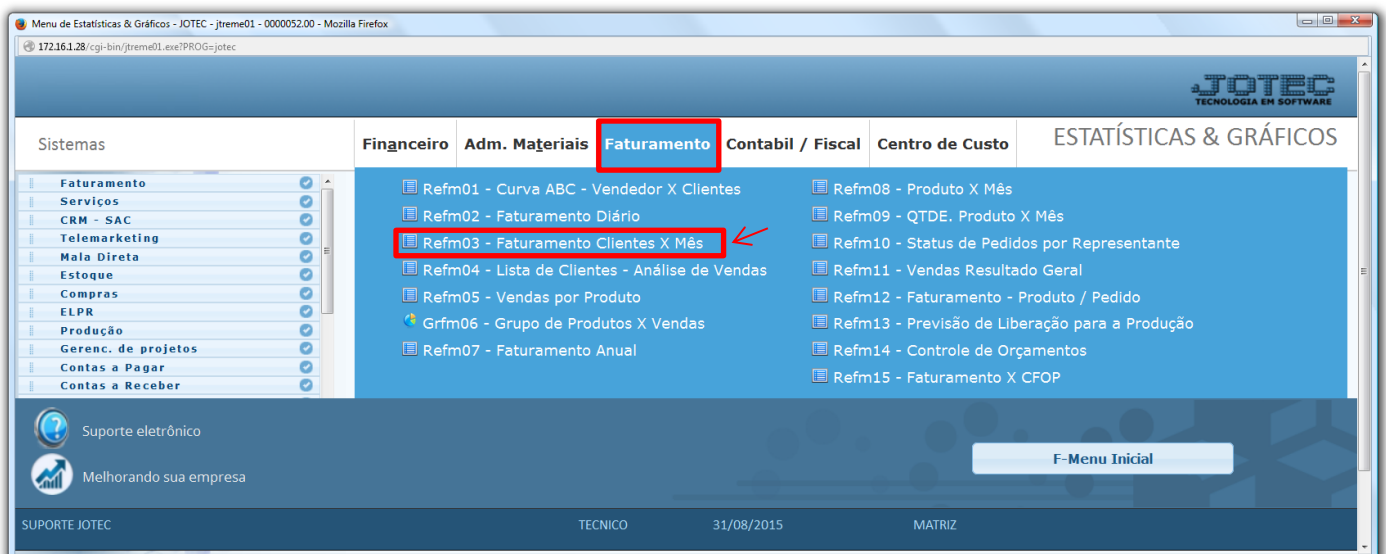 Menu de Estatísticas & Gráficos - JOTEC - jtreme01 - 0000052.00 - Mozilla Firefox
172.16.1.28/cgi-bin/jtreme01.exe?PROG=jotec
JOTEC
TECNOLOGIA EM SOFTWARE
Sistemas
Financeiro Adm. Materiais Faturamento Contabil / Fiscal Centro de Custo
ESTATÍSTICAS & GRÁFICOS
Faturamento
Serviços
CRM - SAC
Telemarketing
Mala Direta
Estoque
Compras
ELPR
Produção
Gerenc. de projetos
Contas a Pagar
Contas a Receber
Refm01 - Curva ABC - Vendedor X Clientes
Refm02 - Faturamento Diário
Refm03 - Faturamento Clientes X Mês
Refm04 - Lista de Clientes - Análise de Vendas
Refm05 - Vendas por Produto
Grfm06 - Grupo de Produtos X Vendas
Refm07 - Faturamento Anual
Refm08 - Produto X Mês
Refm09 - QTDE. Produto X Mês
Refm10 - Status de Pedidos por Representante
Refm11 - Vendas Resultado Geral
Refm12 - Faturamento - Produto / Pedido
Refm13 - Previsão de Liberação para a Produção
Refm14 - Controle de Orçamentos
Refm15 - Faturamento X CFOP
Suporte eletrônico
Melhorando sua empresa
F-Menu Inicial
SUPORTE JOTEC TECNICO 31/08/2015 MATRIZ